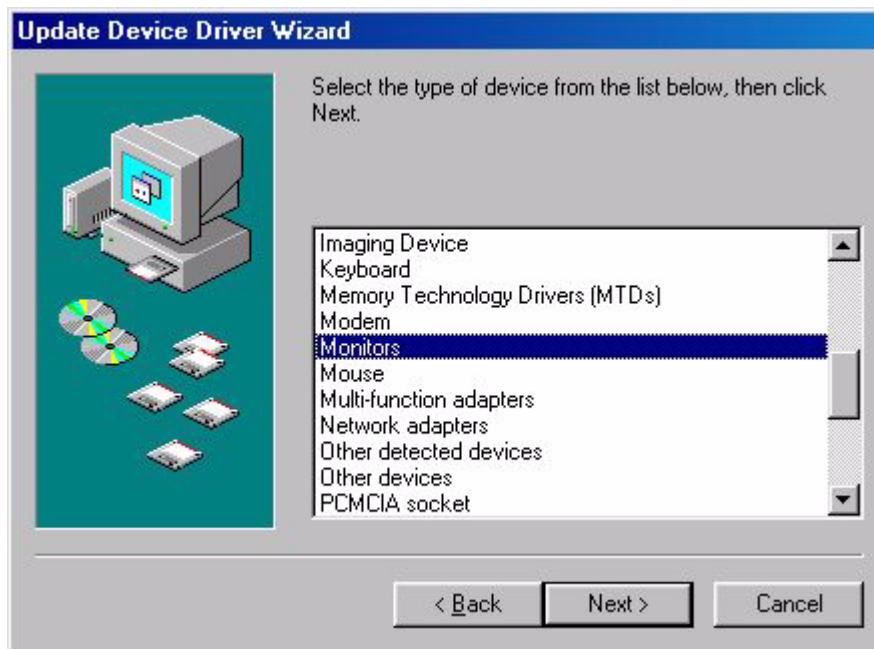 Update Device Driver Wizard
Select the type of device from the list below, then click
Next.
Imaging Device
Keyboard
Memory Technology Drivers (MTDs)
Modem
Monitors
Mouse
Multi-function adapters
Network adapters
Other detected devices
Other devices
PCMCIA socket
< Back
Next >
Cancel